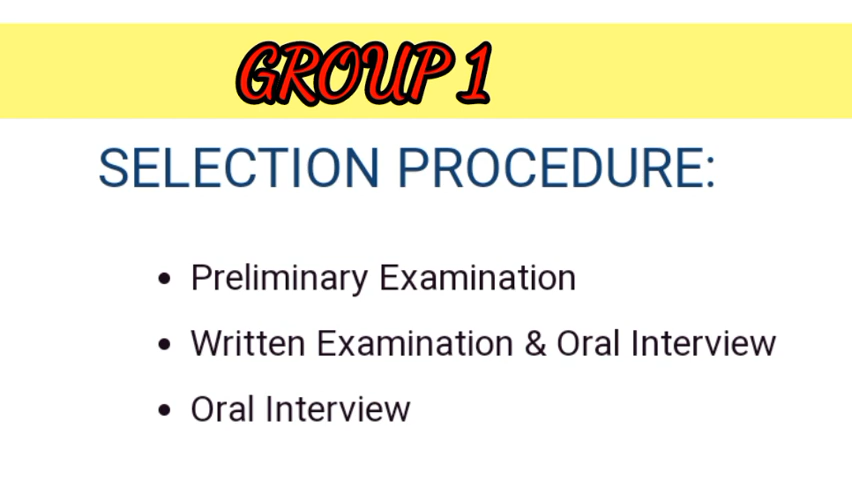 GROUP 1
SELECTION PROCEDURE:
• Preliminary Examination
• Written Examination & Oral Interview
• Oral Interview